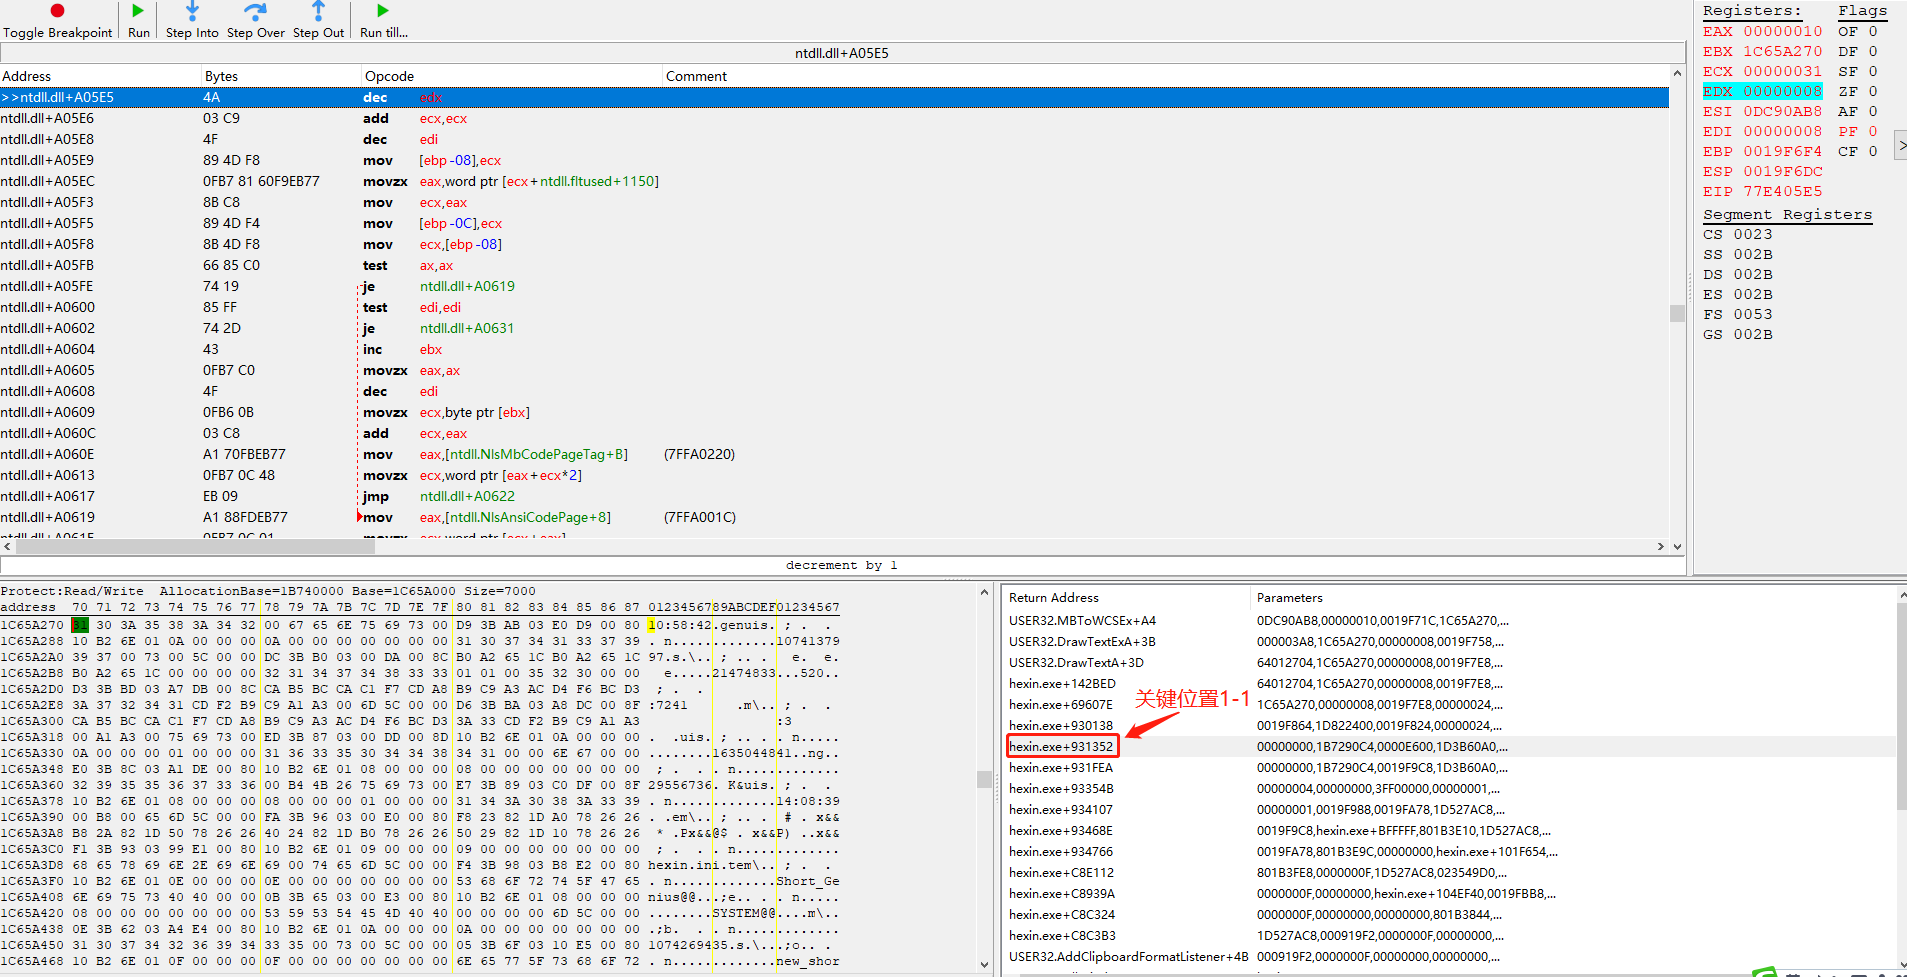 Toggle Breakpoint Run Step Into Step Over Step Out Run till...
ntdll.dll+A05E5
Address Bytes Opcode Comment
>>ntdll.dll+A05E5 4A dec edx
ntdll.dll+A05E6 03 C9 add ecx,ecx
ntdll.dll+A05E8 4F dec edi
ntdll.dll+A05E9 89 4D F8 mov [ebp-08],ecx
ntdll.dll+A05EC 0FB7 81 60F9EB77 movzx eax,word ptr [ecx+ntdll.fltused+1150]
ntdll.dll+A05F3 8B C8 mov ecx,eax
ntdll.dll+A05F5 89 4D F4 mov [ebp-0C],ecx
ntdll.dll+A05F8 8B 4D F8 mov ecx,[ebp-08]
ntdll.dll+A05FB 66 85 C0 test ax,ax
ntdll.dll+A05FE 74 19 je ntdll.dll+A0619
ntdll.dll+A0600 85 FF test edi,edi
ntdll.dll+A0602 74 2D je ntdll.dll+A0631
ntdll.dll+A0604 43 inc ebx
ntdll.dll+A0605 0FB7 C0 movzx eax,ax
ntdll.dll+A0608 4F dec edi
ntdll.dll+A0609 0FB6 0B movzx ecx,byte ptr [ebx]
ntdll.dll+A060C 03 C8 add ecx,eax
ntdll.dll+A060E A1 70FBEB77 mov eax,[ntdll.NlsMbCodePageTag+B] (7FFA0220)
ntdll.dll+A0613 0FB7 0C 48 movzx ecx,word ptr [eax+ecx*2]
ntdll.dll+A0617 EB 09 jmp ntdll.dll+A0622
ntdll.dll+A0619 A1 88FDEB77 mov eax,[ntdll.NlsAnsiCodePage+8] (7FFA001C)
decrement by 1
Registers: Flags
EAX 00000010 OF 0
EBX 1C65A270 DF 0
ECX 00000031 SF 0
EDX 00000008 ZF 0
ESI 0DC90AB8 AF 0
EDI 00000008 PF 0
EBP 0019F6F4 CF 0
ESP 0019F6DC
EIP 77E405E5
Segment Registers
CS 0023
SS 002B
DS 002B
ES 002B
FS 0053
GS 002B
Protect:Read/Write AllocationBase=1B740000 Base=1C65A000 Size=7000
address 70 71 72 73 74 75 76 77 78 79 7A 7B 7C 7D 7E 7F 80 81 82 83 84 85 86 87 0123456789ABCDEF01234567
1C65A270 31 30 3A 35 38 3A 34 32 00 67 65 6E 75 69 73 00 D9 3B AB 03 E0 D9 00 80 10:58:42.genuis. ; . .
1C65A288 10 B2 6E 01 0A 00 00 00 0A 00 00 00 00 00 00 00 31 30 37 34 31 33 37 39 . n.............10741379
1C65A2A0 39 37 00 73 00 5C 00 00 DC 3B B0 03 00 DA 00 8C B0 A2 65 1C B0 A2 65 1C 97.s.\.. ; .. . e. e.
1C65A2B8 B0 A2 65 1C 00 00 00 00 32 31 34 37 34 38 33 33 01 01 00 35 32 30 00 00 e.....21474833...520..
1C65A2D0 D3 3B BD 03 A7 DB 00 8C CA B5 BC CA C1 F7 CD A8 B9 C9 A3 AC D4 F6 BC D3 ; . .
1C65A2E8 3A 37 32 34 31 CD F2 B9 C9 A1 A3 00 6D 5C 00 00 D6 3B BA 03 A8 DC 00 8F :7241 .m\.. ; . .
1C65A300 CA B5 BC CA C1 F7 CD A8 B9 C9 A3 AC D4 F6 BC D3 3A 33 CD F2 B9 C9 A1 A3 :3
1C65A318 00 A1 A3 00 75 69 73 00 ED 3B 87 03 00 DD 00 8D 10 B2 6E 01 0A 00 00 00 . .uis. ; .. . . n.....
1C65A330 0A 00 00 00 01 00 00 00 31 36 33 35 30 34 34 38 34 31 00 00 6E 67 00 00 ........1635044841..ng..
1C65A348 E0 3B 8C 03 A1 DE 00 80 10 B2 6E 01 08 00 00 00 08 00 00 00 00 00 00 00 ; . . . n.............
1C65A360 32 39 35 35 36 37 33 36 00 B4 4B 26 75 69 73 00 E7 3B 89 03 C0 DF 00 8F 29556736. K&uis. ; . .
1C65A378 10 B2 6E 01 08 00 00 00 08 00 00 00 01 00 00 00 31 34 3A 30 38 3A 33 39 . n.............14:08:39
1C65A390 00 B8 00 65 6D 5C 00 00 FA 3B 96 03 00 E0 00 80 F8 23 82 1D A0 78 26 26 . .em\.. ; .. . # . x&&
1C65A3A8 B8 2A 82 1D 50 78 26 26 40 24 82 1D B0 78 26 26 50 29 82 1D 10 78 26 26 * .Px&&@$ . x&&P) ..x&&
1C65A3C0 F1 3B 93 03 99 E1 00 80 10 B2 6E 01 09 00 00 00 09 00 00 00 00 00 00 00 ; . . . n.............
1C65A3D8 68 65 78 69 6E 2E 69 6E 69 00 74 65 6D 5C 00 00 F4 3B 98 03 B8 E2 00 80 hexin.ini.tem\.. ; . .
1C65A3F0 10 B2 6E 01 0E 00 00 00 0E 00 00 00 00 00 00 00 53 68 6F 72 74 5F 47 65 . n.............Short_Ge
1C65A408 6E 69 75 73 40 40 00 00 0B 3B 65 03 00 E3 00 80 10 B2 6E 01 08 00 00 00 nius@@...;e.. . . n.....
1C65A420 08 00 00 00 00 00 00 00 53 59 53 54 45 4D 40 40 00 00 00 00 6D 5C 00 00 ........SYSTEM@@....m\..
1C65A438 0E 3B 62 03 A4 E4 00 80 10 B2 6E 01 0A 00 00 00 0A 00 00 00 00 00 00 00 .;b. . . n.............
1C65A450 31 30 37 34 32 36 39 34 33 35 00 73 00 5C 00 00 05 3B 6F 03 10 E5 00 80 1074269435.s.\...;o.. .
1C65A468 10 B2 6E 01 0F 00 00 00 0F 00 00 00 00 00 00 00 6E 65 77 5F 73 68 6F 72 . n.............new_shor
Return Address Parameters
USER32.MBToWCSEx+A4 0DC90AB8,00000010,0019F71C,1C65A270,...
USER32.DrawTextExA+3B 000003A8,1C65A270,00000008,0019F758,...
USER32.DrawTextA+3D 64012704,1C65A270,00000008,0019F7E8,...
hexin.exe+142BED 64012704,1C65A270,00000008,0019F7E8,...
关键位置1-1
hexin.exe+69607E 1C65A270,00000008,0019F7E8,00000024,...
hexin.exe+930138 0019F864,1D822400,0019F824,00000024,...
hexin.exe+931352 00000000,1B7290C4,0000E600,1D3B60A0,...
hexin.exe+931FEA 00000000,1B7290C4,0019F9C8,1D3B60A0,...
hexin.exe+93354B 00000004,00000000,3FF00000,00000001,...
hexin.exe+934107 00000001,0019F988,0019FA78,1D527AC8,...
hexin.exe+93468E 0019F9C8,hexin.exe+BFFFFF,801B3E10,1D527AC8,...
hexin.exe+934766 0019FA78,801B3E9C,00000000,hexin.exe+101F654,...
hexin.exe+C8E112 801B3FE8,0000000F,1D527AC8,023549D0,...
hexin.exe+C8939A 0000000F,00000000,hexin.exe+104EF40,0019FBB8,...
hexin.exe+C8C324 0000000F,00000000,00000000,801B3844,...
hexin.exe+C8C3B3 1D527AC8,000919F2,0000000F,00000000,...
USER32.AddClipboardFormatListener+4B 000919F2,0000000F,00000000,00000000,...